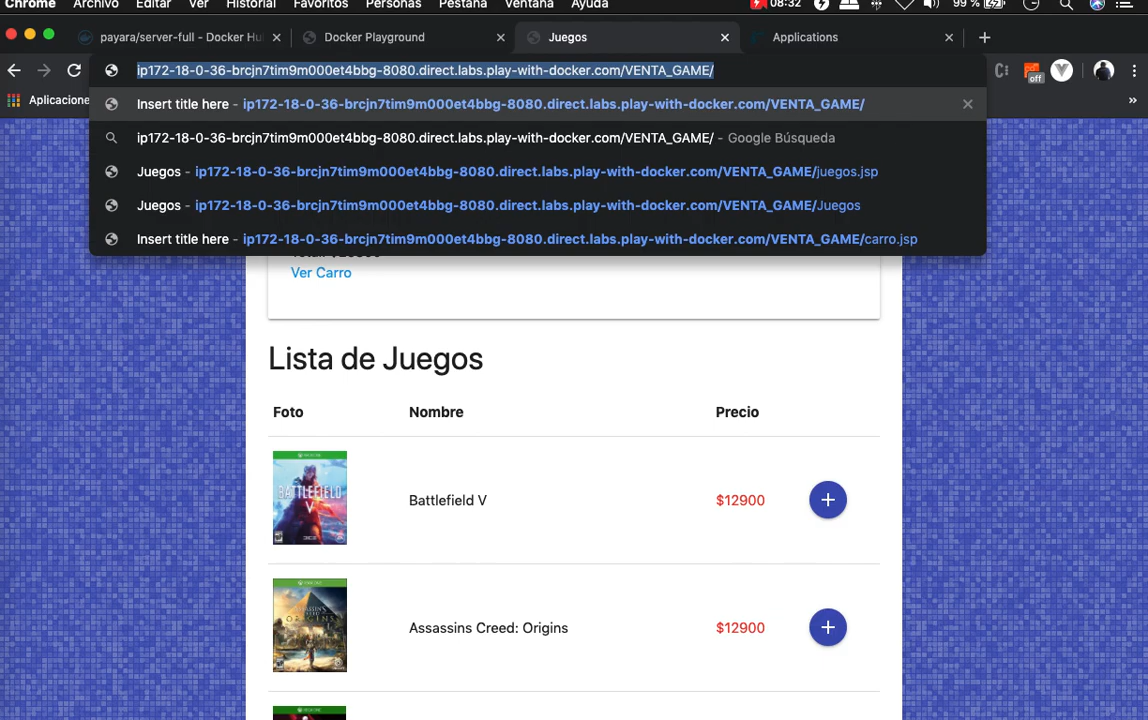 Chrome Archivo Editar Ver Historial Favoritos Personas Pestaña Ventana Ayuda 08:32 99 %
payara/server-full - Docker Hu
Docker Playground
Juegos
Applications
ip172-18-0-36-brcjn7tim9m000et4bbg-8080.direct.labs.play-with-docker.com/VENTA_GAME/
off
Aplicacione
Insert title here - ip172-18-0-36-brcjn7tim9m000et4bbg-8080.direct.labs.play-with-docker.com/VENTA_GAME/
ip172-18-0-36-brcjn7tim9m000et4bbg-8080.direct.labs.play-with-docker.com/VENTA_GAME/ - Google Búsqueda
Juegos - ip172-18-0-36-brcjn7tim9m000et4bbg-8080.direct.labs.play-with-docker.com/VENTA_GAME/juegos.jsp
Juegos - ip172-18-0-36-brcjn7tim9m000et4bbg-8080.direct.labs.play-with-docker.com/VENTA_GAME/Juegos
Insert title here - ip172-18-0-36-brcjn7tim9m000et4bbg-8080.direct.labs.play-with-docker.com/VENTA_GAME/carro.jsp
Ver Carro
Lista de Juegos
Foto Nombre Precio
BATTLEFIELD V
Battlefield V $12900 +
ORIGINS
Assassins Creed: Origins $12900 +